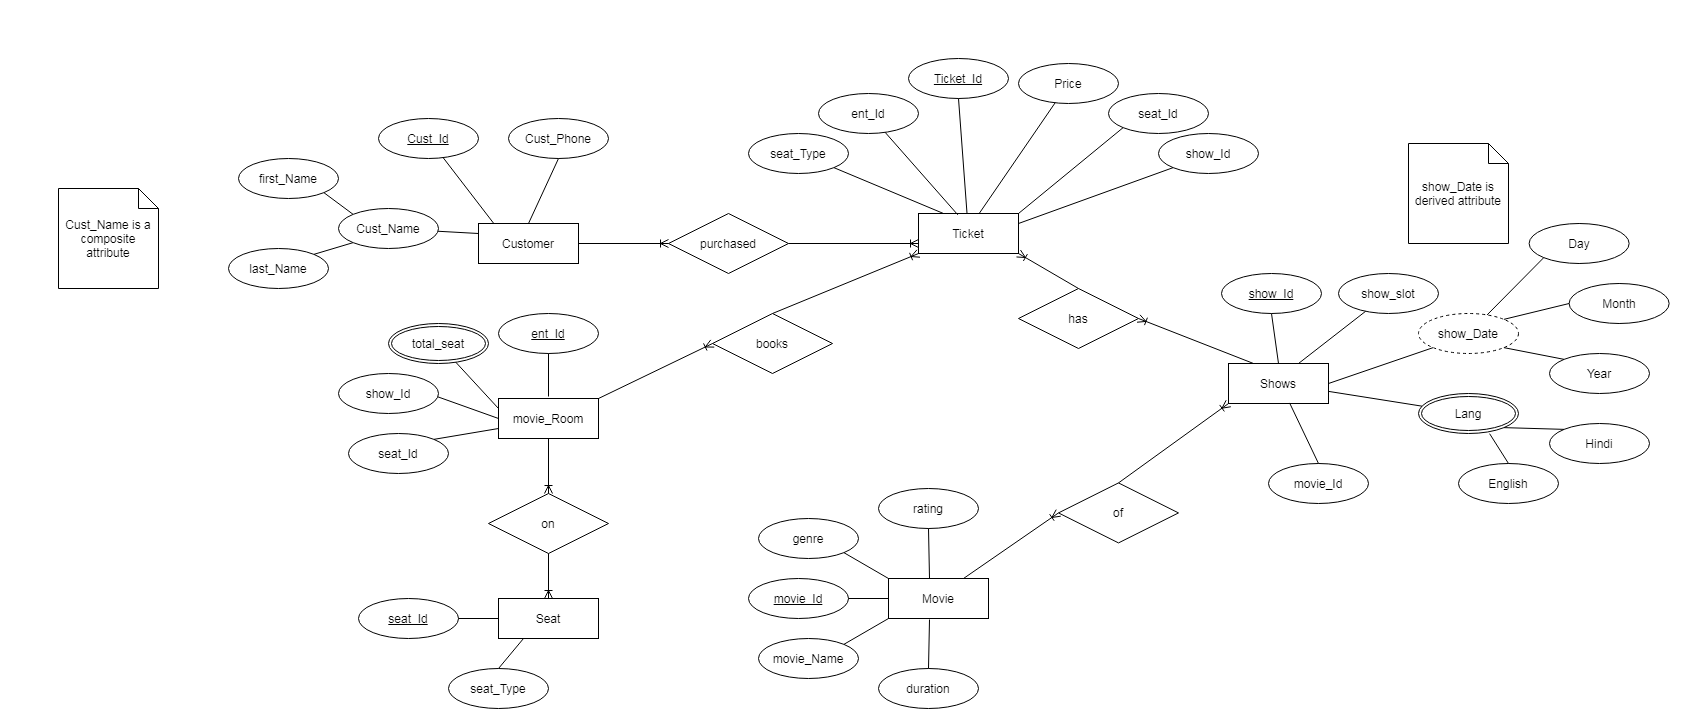 Ticket_Id
Price
ent_Id
seat_Id
seat_Type
show_Id
Cust_Id
Cust_Phone
first_Name
Cust_Name
last_Name
Cust_Name is a
composite
attribute
Customer
purchased
Ticket
show_Date is
derived attribute
Day
Month
Year
show_Id
show_slot
show_Date
has
Shows
Lang
Hindi
English
movie_Id
total_seat
ent_Id
show_Id
seat_Id
movie_Room
books
on
Seat
seat_Id
seat_Type
of
rating
genre
movie_Id
Movie
movie_Name
duration